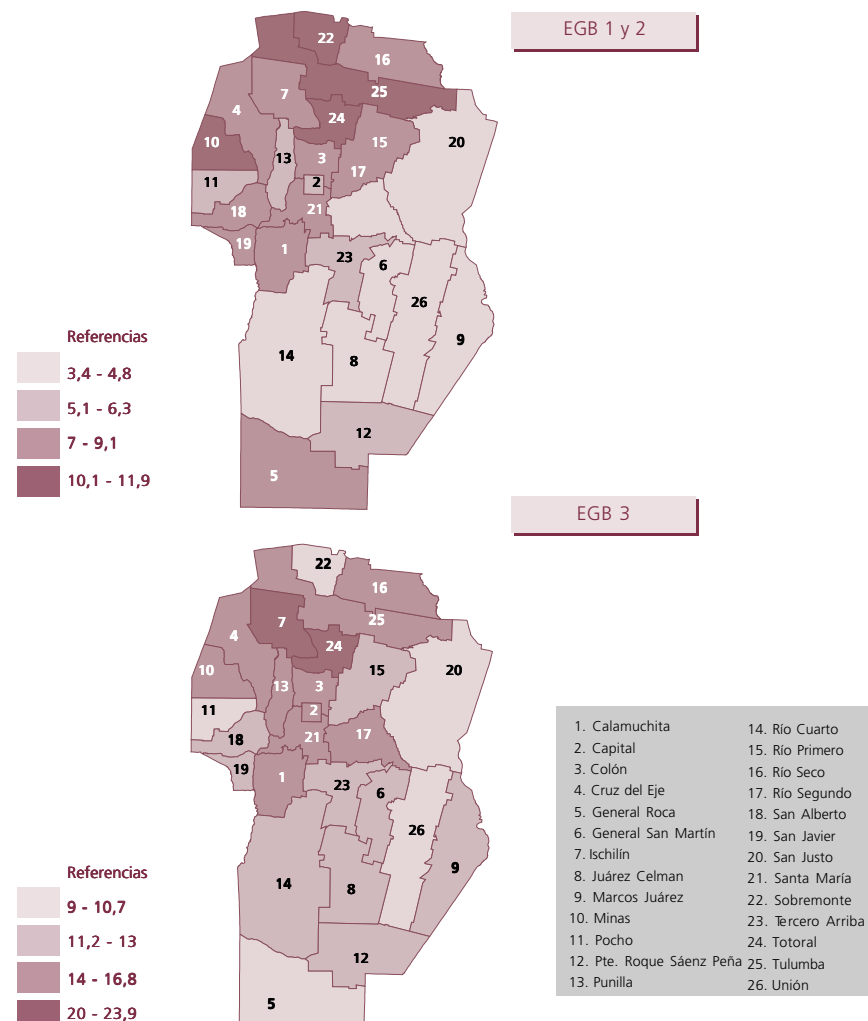 EGB 1 y 2
22
16
7
25
4
24
10
15
20
13
3
17
11
2
18
21
19
1
23
6
26
14
8
9
12
5
Referencias
3,4 - 4,8
5,1 - 6,3
7 - 9,1
10,1 - 11,9
EGB 3
22
16
7
25
4
24
10
15
20
13
3
11
2
18
21
17
19
1
23
6
26
14
8
9
12
5
Referencias
9 - 10,7
11,2 - 13
14 - 16,8
20 - 23,9
1. Calamuchita
2. Capital
3. Colón
4. Cruz del Eje
5. General Roca
6. General San Martín
7. Ischilín
8. Juárez Celman
9. Marcos Juárez
10. Minas
11. Pocho
12. Pte. Roque Sáenz Peña
13. Punilla
14. Río Cuarto
15. Río Primero
16. Río Seco
17. Río Segundo
18. San Alberto
19. San Javier
20. San Justo
21. Santa María
22. Sobremonte
23. Tercero Arriba
24. Totoral
25. Tulumba
26. Unión